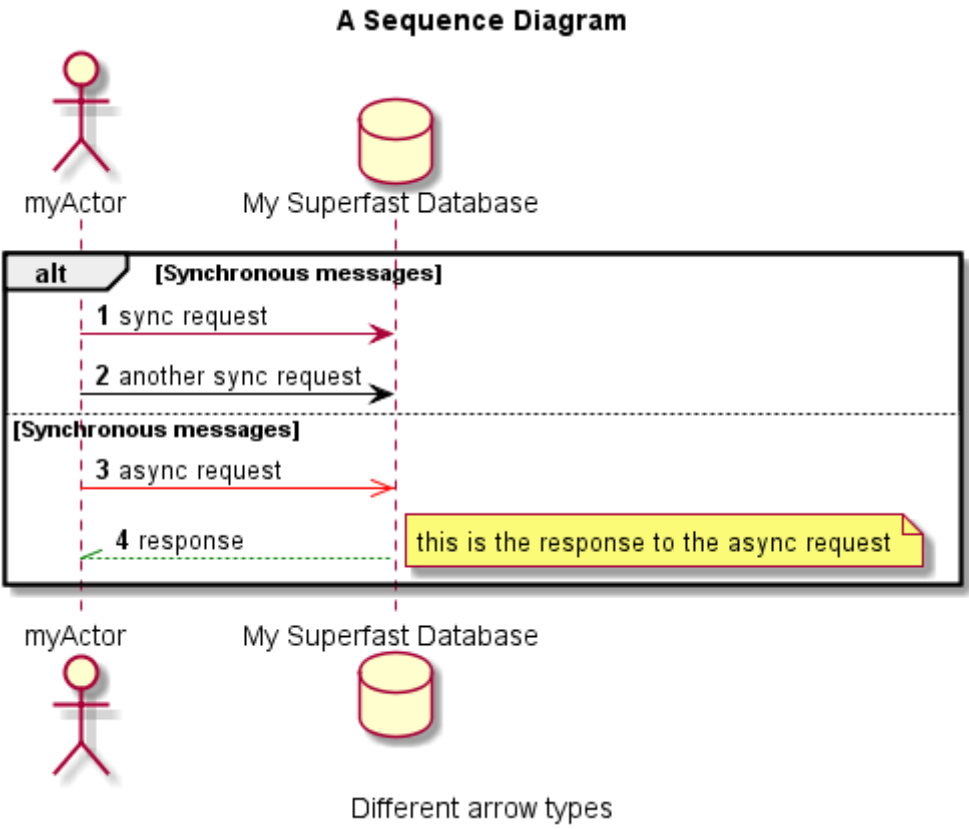 A Sequence Diagram
myActor
My Superfast Database
alt [Synchronous messages]
1 sync request
2 another sync request
[Synchronous messages]
3 async request
4 response
this is the response to the async request
myActor
My Superfast Database
Different arrow types